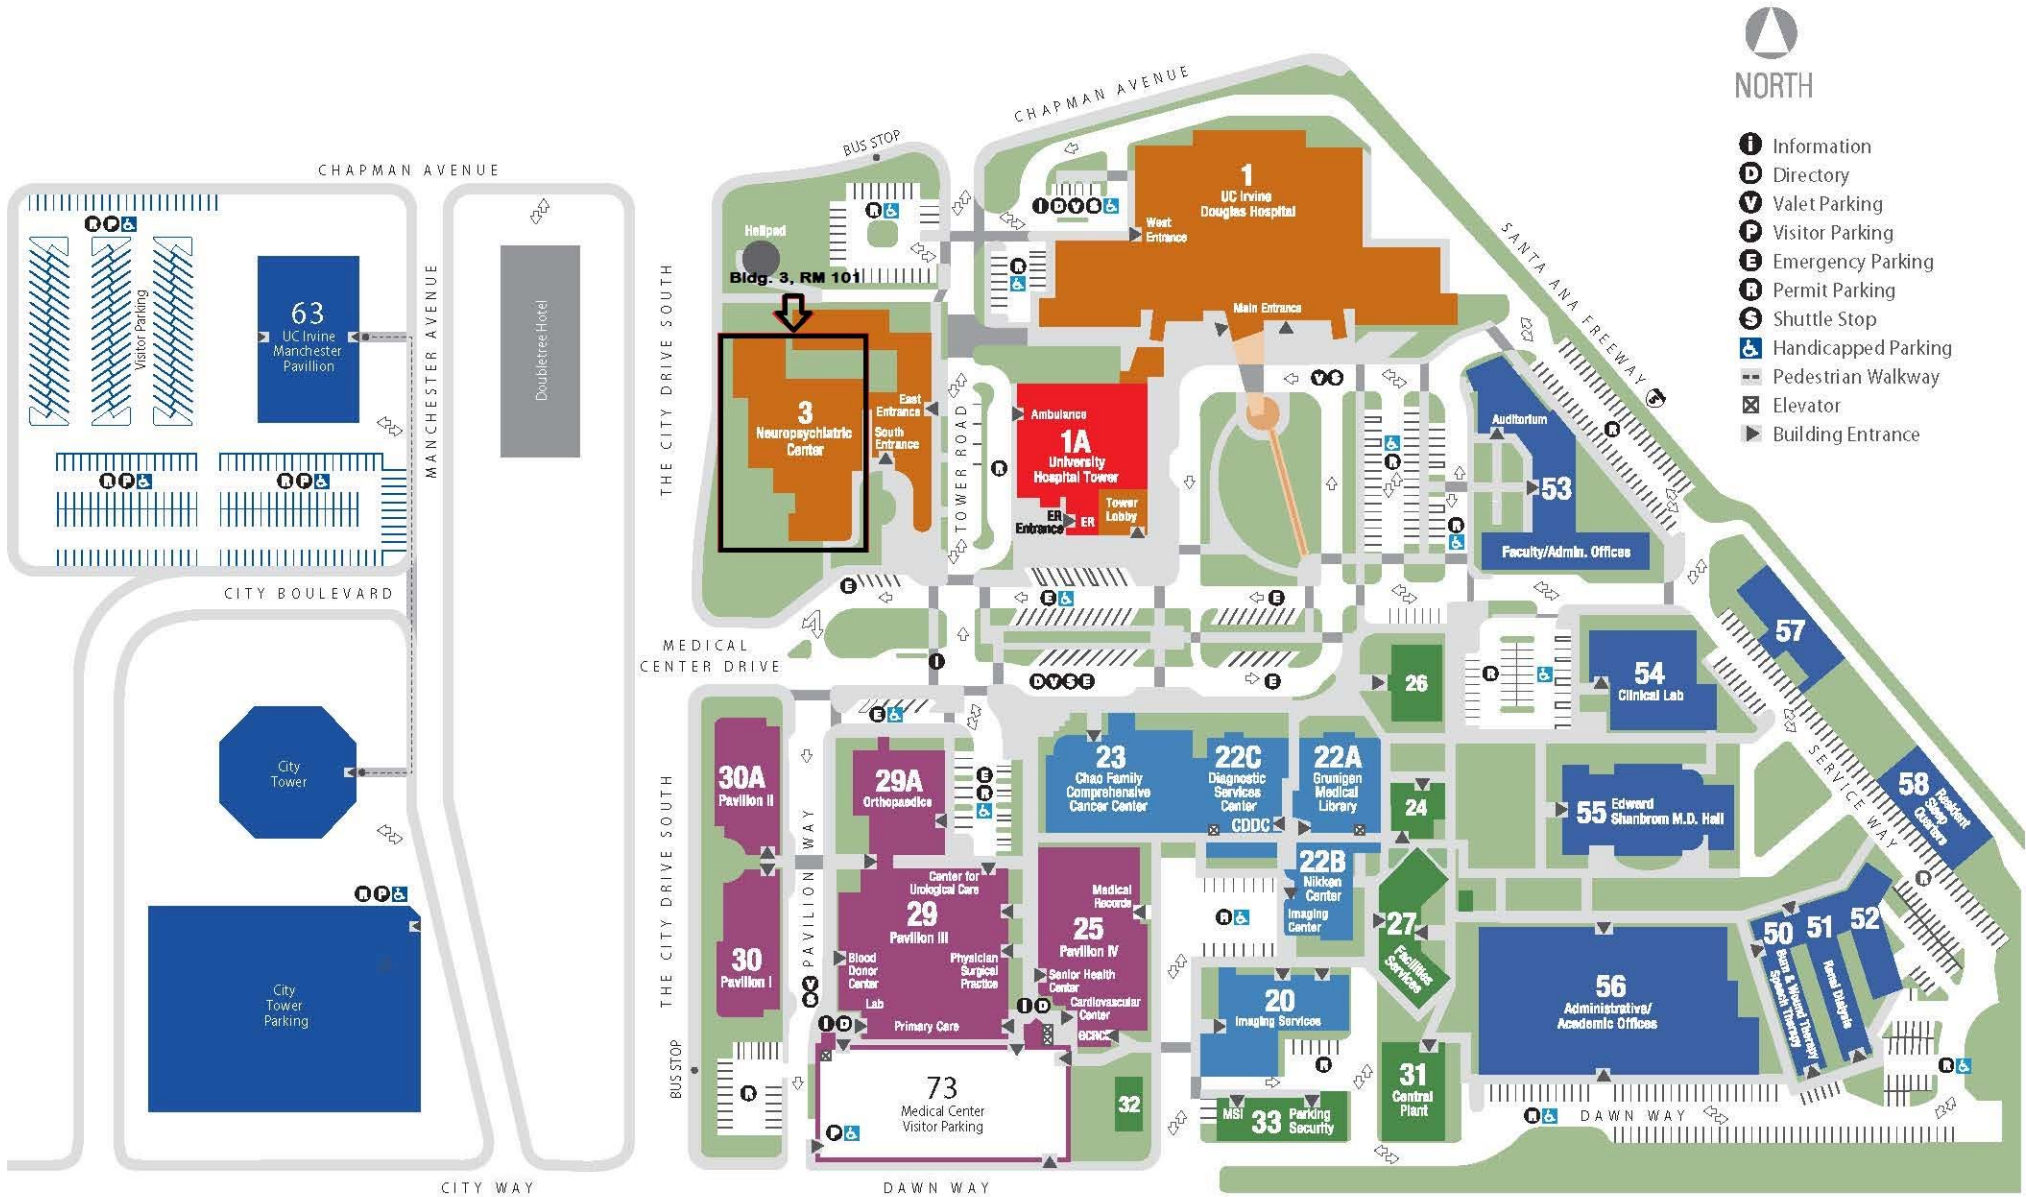 NORTH
i Information
D Directory
V Valet Parking
P Visitor Parking
E Emergency Parking
R Permit Parking
S Shuttle Stop
Handicapped Parking
Pedestrian Walkway
Elevator
Building Entrance
CHAPMAN AVENUE
CHAPMAN AVENUE
BUS STOP
SANTA ANA FREEWAY
R P
Visitor Parking
63
UC Irvine
Manchester
Pavillion
R P
R P
MANCHESTER AVENUE
Doubletree Hotel
CITY BOULEVARD
City
Tower
R P
City
Tower
Parking
CITY WAY
THE CITY DRIVE SOUTH
Helipad
Bldg. 3, RM 101
R
3
Neuropsychiatric
Center
East
Entrance
South
Entrance
TOWER ROAD
I D V S
R
1
UC Irvine
Douglas Hospital
West
Entrance
Main Entrance
V S
R
Ambulance
1A
University
Hospital Tower
ER
Entrance
ER
Tower
Lobby
R
R
R
Auditorium
53
Faculty/Admin. Offices
E
E
E
MEDICAL
CENTER DRIVE
I
D V S E
E
26
R
54
Clinical Lab
57
SERVICE WAY
58
Resident
Sleep
Quarters
E
THE CITY DRIVE SOUTH
30A
Pavilion II
PAVILION WAY
29A
Orthopaedics
E
R
23
Chao Family
Comprehensive
Cancer Center
22C
Diagnostic
Services
Center
CDDC
22A
Grunigen
Medical
Library
24
55
Edward
Shanbrom M.D. Hall
22B
Nikken
Center
Imaging
Center
R
R
30
Pavilion I
V
S
Center for
Urological Care
29
Pavilion III
Blood
Donor
Center
Physician
Surgical
Practice
Lab
Primary Care
I D
Medical
Records
25
Pavilion IV
Senior Health
Center
Cardiovascular
Center
GCRC
I D
27
Facilities
Services
56
Administrative/
Academic Offices
50
Burn & Wound Therapy
Speech Therapy
51
Renal Dialysis
52
R
20
Imaging Services
R
BUS STOP
R
73
Medical Center
Visitor Parking
P
32
MSI
33
Parking
Security
31
Central
Plant
R
DAWN WAY
DAWN WAY